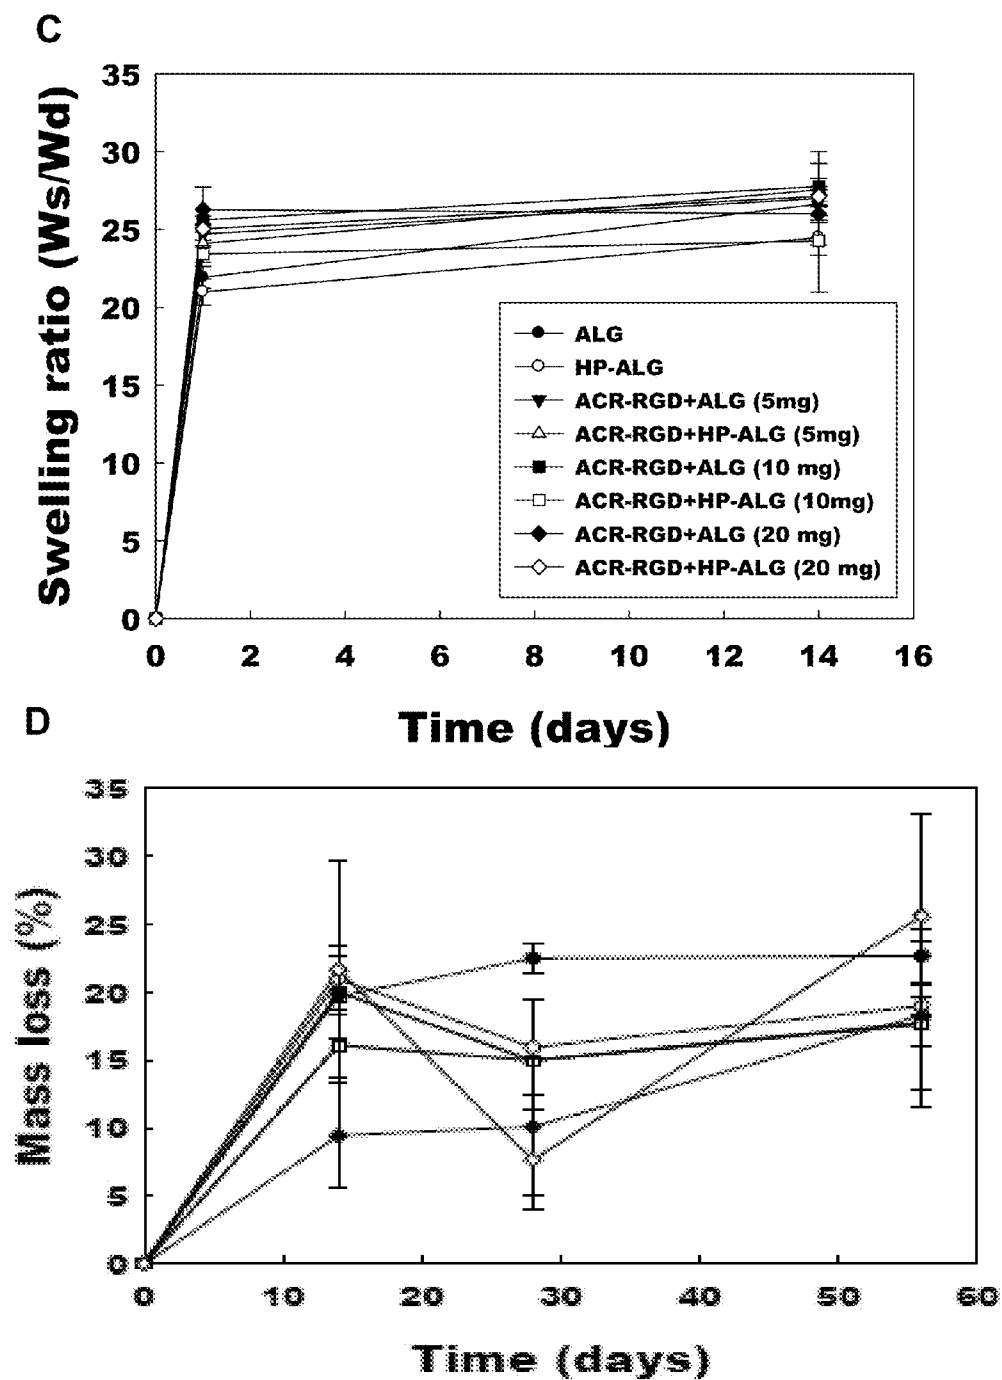 C
Swelling ratio (Ws/Wd)
35
30
25
20
15
10
5
0
ALG
HP-ALG
ACR-RGD+ALG (5mg)
ACR-RGD+HP-ALG (5mg)
ACR-RGD+ALG (10 mg)
ACR-RGD+HP-ALG (10mg)
ACR-RGD+ALG (20 mg)
ACR-RGD+HP-ALG (20 mg)
0 2 4 6 8 10 12 14 16
Time (days)
D
Mass loss (%)
35
30
25
20
15
10
5
0
0 10 20 30 40 50 60
Time (days)